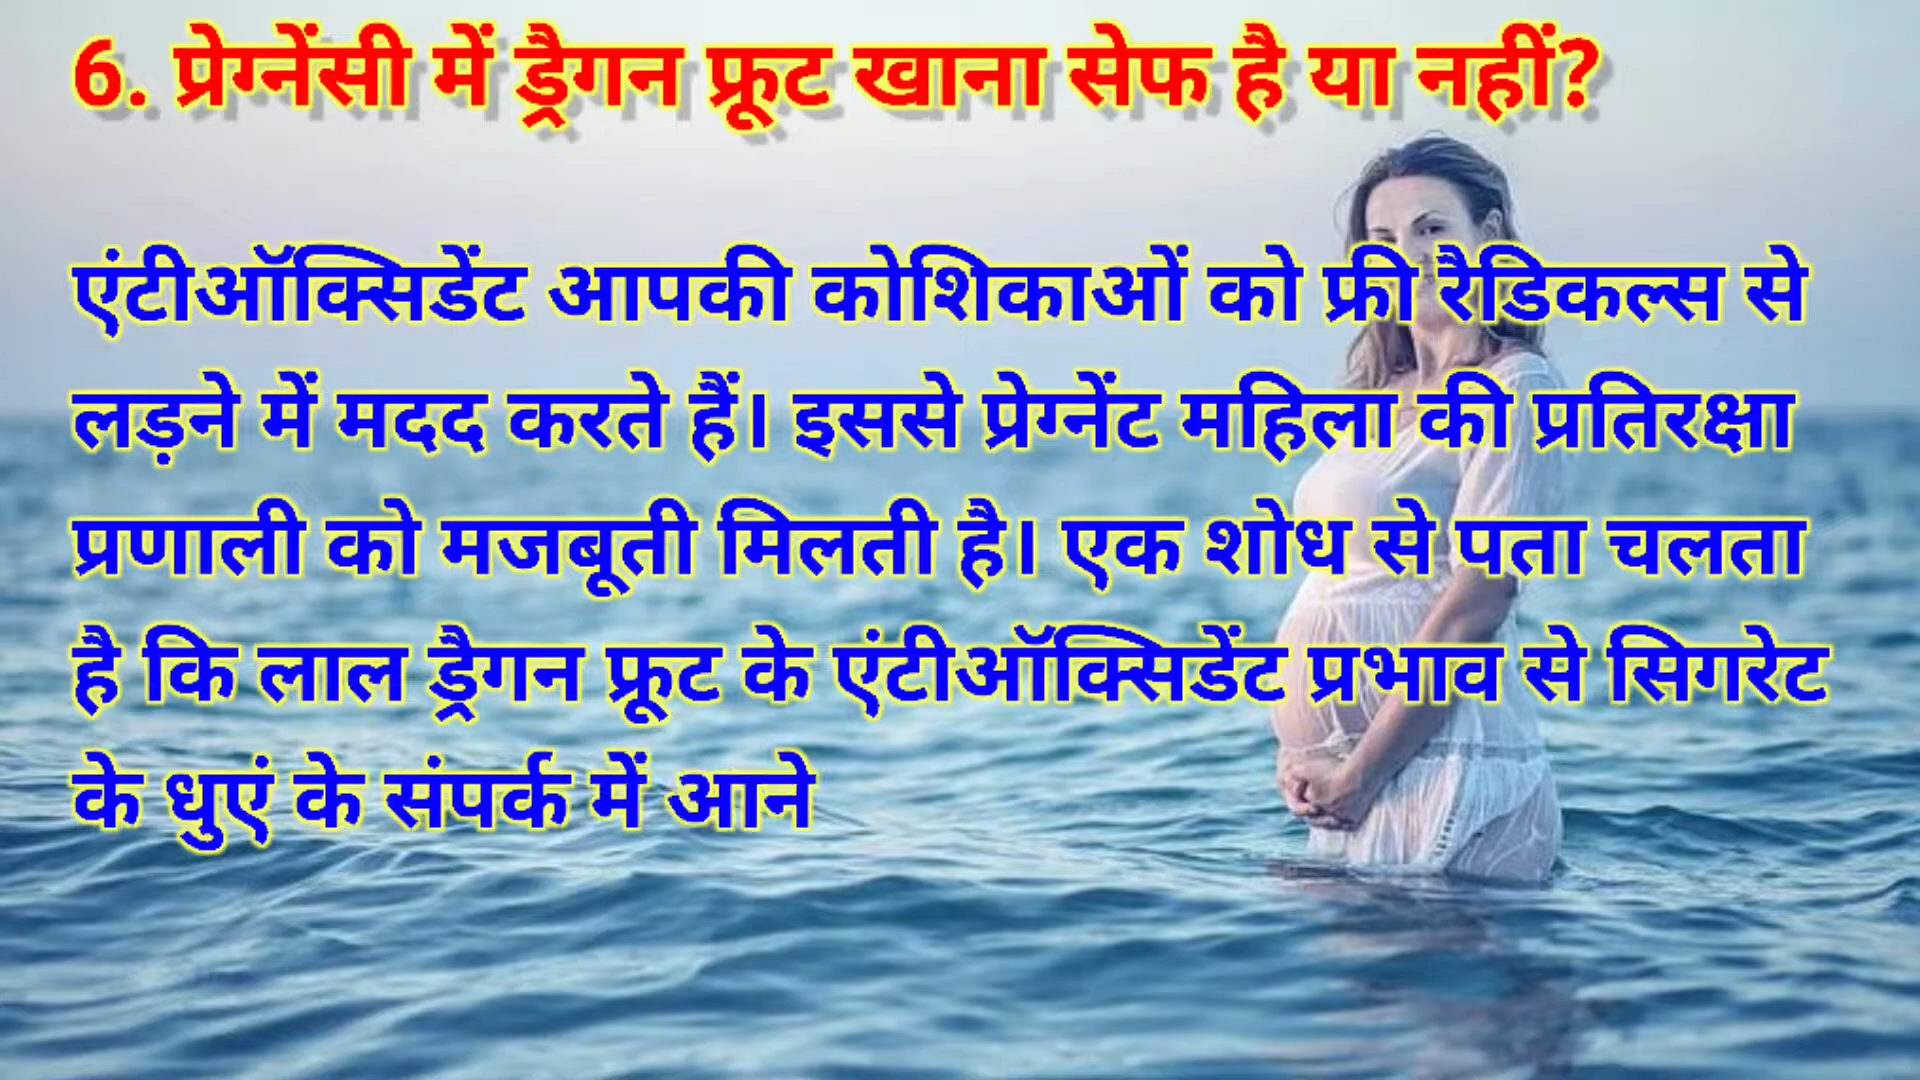 6. प्रेग्नेंसी में ड्रैगन फ्रूट खाना सेफ है या नहीं?
एंटीऑक्सिडेंट आपकी कोशिकाओं को फ्री रैडिकल्स से
लड़ने में मदद करते हैं। इससे प्रेग्नेंट महिला की प्रतिरक्षा
प्रणाली को मजबूती मिलती है। एक शोध से पता चलता
है कि लाल ड्रैगन फ्रूट के एंटीऑक्सिडेंट प्रभाव से सिगरेट
के धुएं के संपर्क में आने